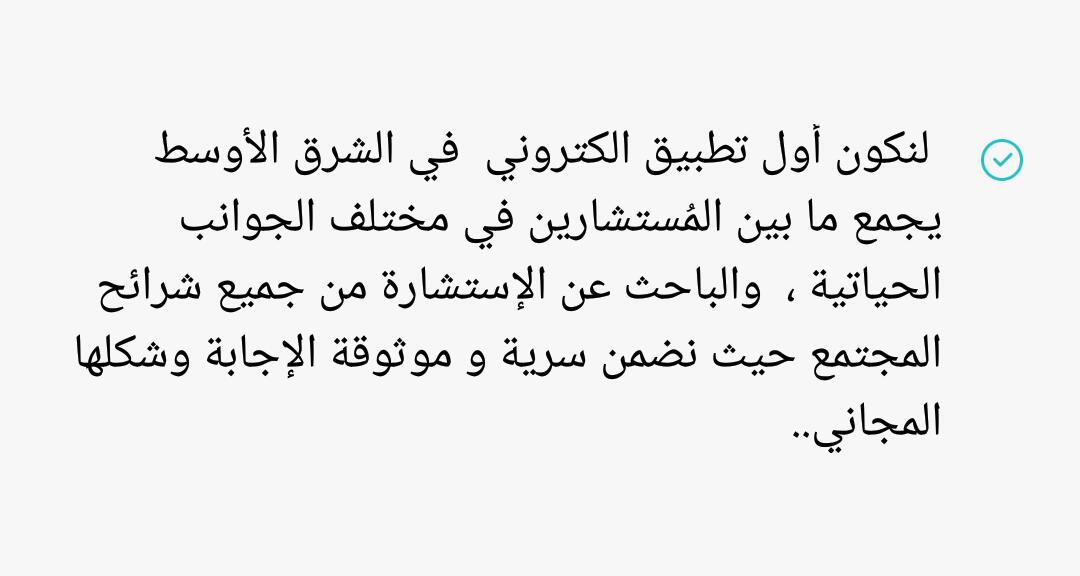 لنكون أول تطبيق الكتروني في الشرق الأوسط
يجمع ما بين المُستشارين في مختلف الجوانب
الحياتية ، والباحث عن الإستشارة من جميع شرائح
المجتمع حيث نضمن سرية و موثوقة الإجابة وشكلها
المجاني..